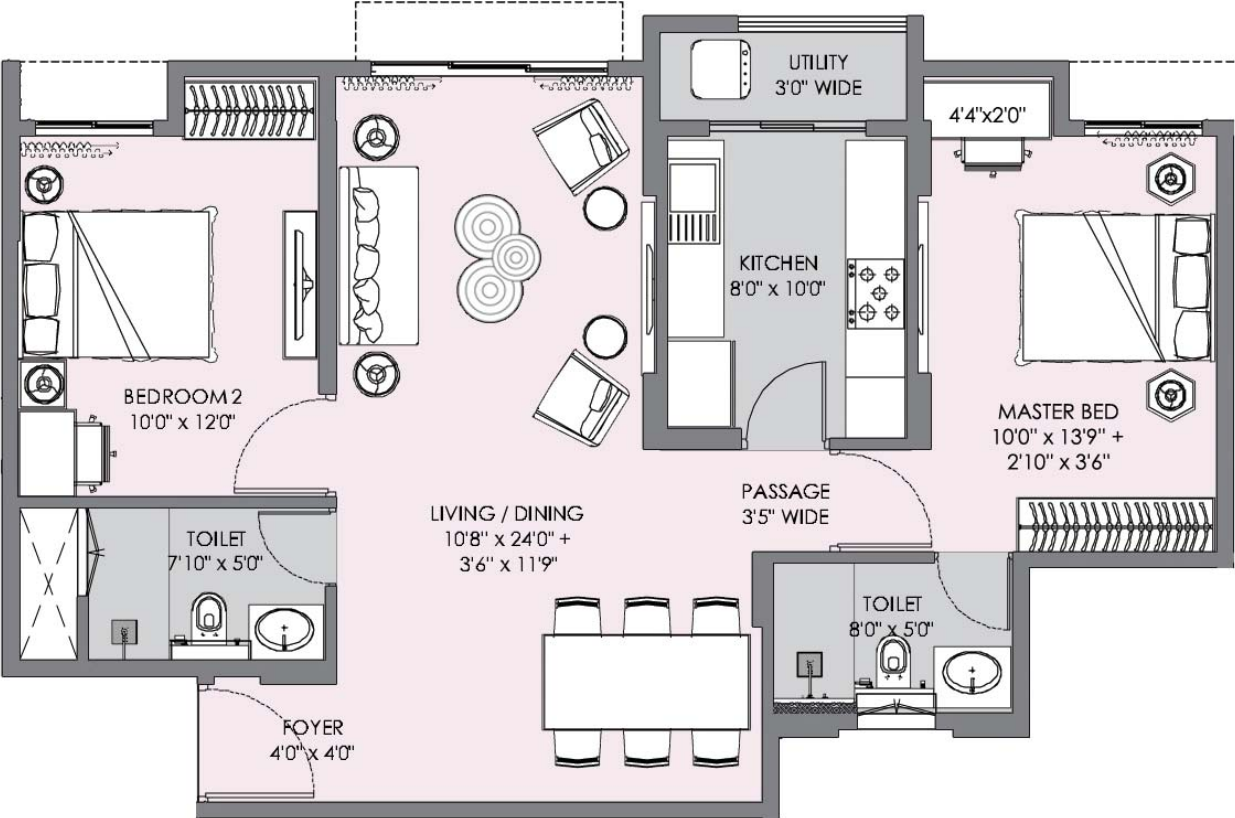 UTILITY
3'0" WIDE
4'4"x2'0"
KITCHEN
8'0" x 10'0"
BEDROOM 2
10'0" x 12'0"
MASTER BED
10'0" x 13'9" +
2'10" x 3'6"
PASSAGE
3'5" WIDE
LIVING / DINING
10'8" x 24'0" +
3'6" x 11'9"
TOILET
7'10" x 5'0"
TOILET
8'0" x 5'0"
FOYER
4'0" x 4'0"